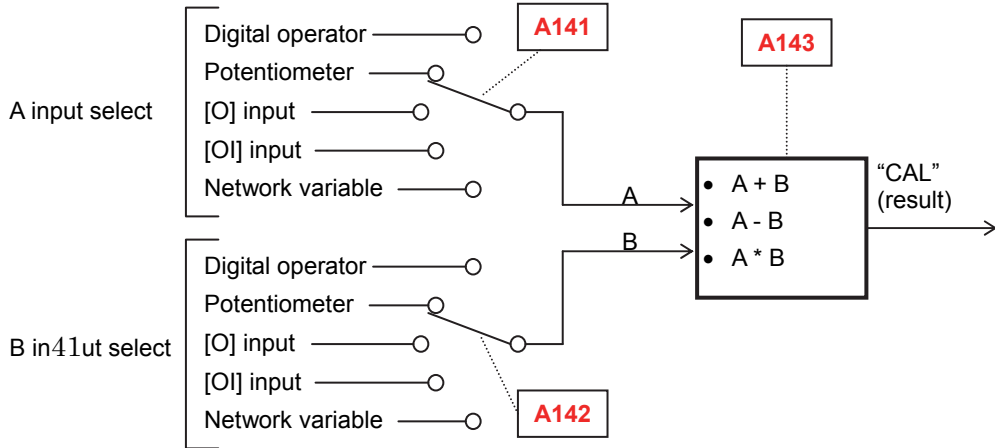 A141
A143
Digital operator
Potentiometer
A input select
[O] input
[OI] input
Network variable
A
B
• A + B
• A - B
• A * B
“CAL”
(result)
Digital operator
Potentiometer
B in41ut select
[O] input
[OI] input
Network variable
A142